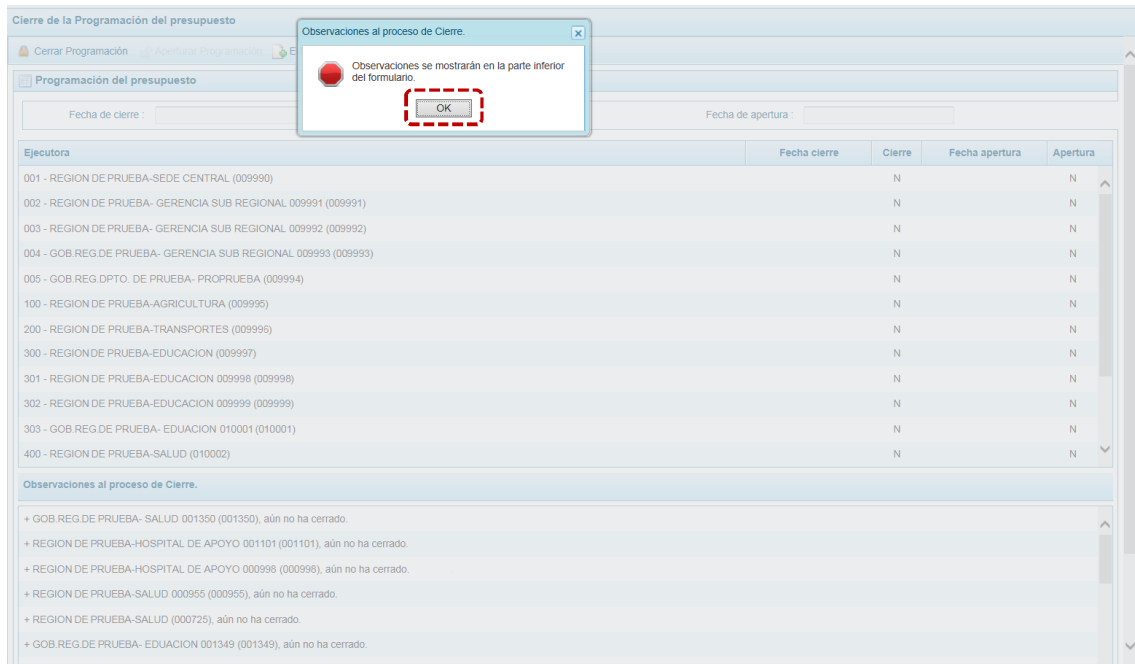 Cierre de la Programación del presupuesto
Observaciones al proceso de Cierre.
Cerrar Programación Aperturar Programación E
Observaciones se mostrarán en la parte inferior
del formulario.
OK
Programación del presupuesto
Fecha de cierre : Fecha de apertura :
Ejecutora Fecha cierre Cierre Fecha apertura Apertura
001 - REGION DE PRUEBA-SEDE CENTRAL (009990) N N
002 - REGION DE PRUEBA- GERENCIA SUB REGIONAL 009991 (009991) N N
003 - REGION DE PRUEBA- GERENCIA SUB REGIONAL 009992 (009992) N N
004 - GOB.REG.DE PRUEBA- GERENCIA SUB REGIONAL 009993 (009993) N N
005 - GOB.REG.DPTO. DE PRUEBA- PROPRUEBA (009994) N N
100 - REGION DE PRUEBA-AGRICULTURA (009995) N N
200 - REGION DE PRUEBA-TRANSPORTES (009996) N N
300 - REGION DE PRUEBA-EDUCACION (009997) N N
301 - REGION DE PRUEBA-EDUCACION 009998 (009998) N N
302 - REGION DE PRUEBA-EDUCACION 009999 (009999) N N
303 - GOB.REG.DE PRUEBA- EDUACION 010001 (010001) N N
400 - REGION DE PRUEBA-SALUD (010002) N N
Observaciones al proceso de Cierre.
+ GOB.REG.DE PRUEBA- SALUD 001350 (001350), aún no ha cerrado.
+ REGION DE PRUEBA-HOSPITAL DE APOYO 001101 (001101), aún no ha cerrado.
+ REGION DE PRUEBA-HOSPITAL DE APOYO 000998 (000998), aún no ha cerrado.
+ REGION DE PRUEBA-SALUD 000955 (000955), aún no ha cerrado.
+ REGION DE PRUEBA-SALUD (000725), aún no ha cerrado.
+ GOB.REG.DE PRUEBA- EDUACION 001349 (001349), aún no ha cerrado.